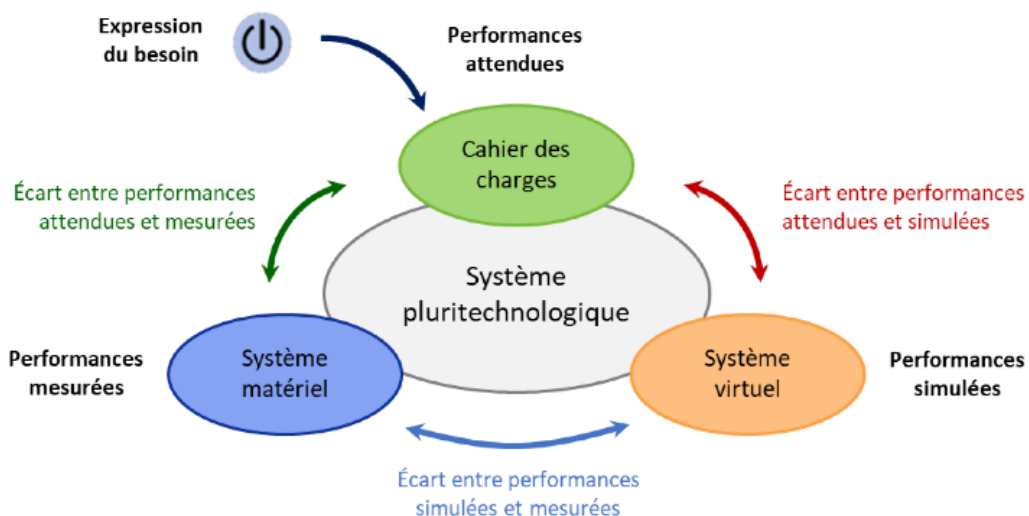 Expression
du besoin
Performances
attendues
Cahier des
charges
Écart entre performances
attendues et mesurées
Écart entre performances
attendues et simulées
Système
pluritechnologique
Performances
mesurées
Système
matériel
Système
virtuel
Performances
simulées
Écart entre performances
simulées et mesurées